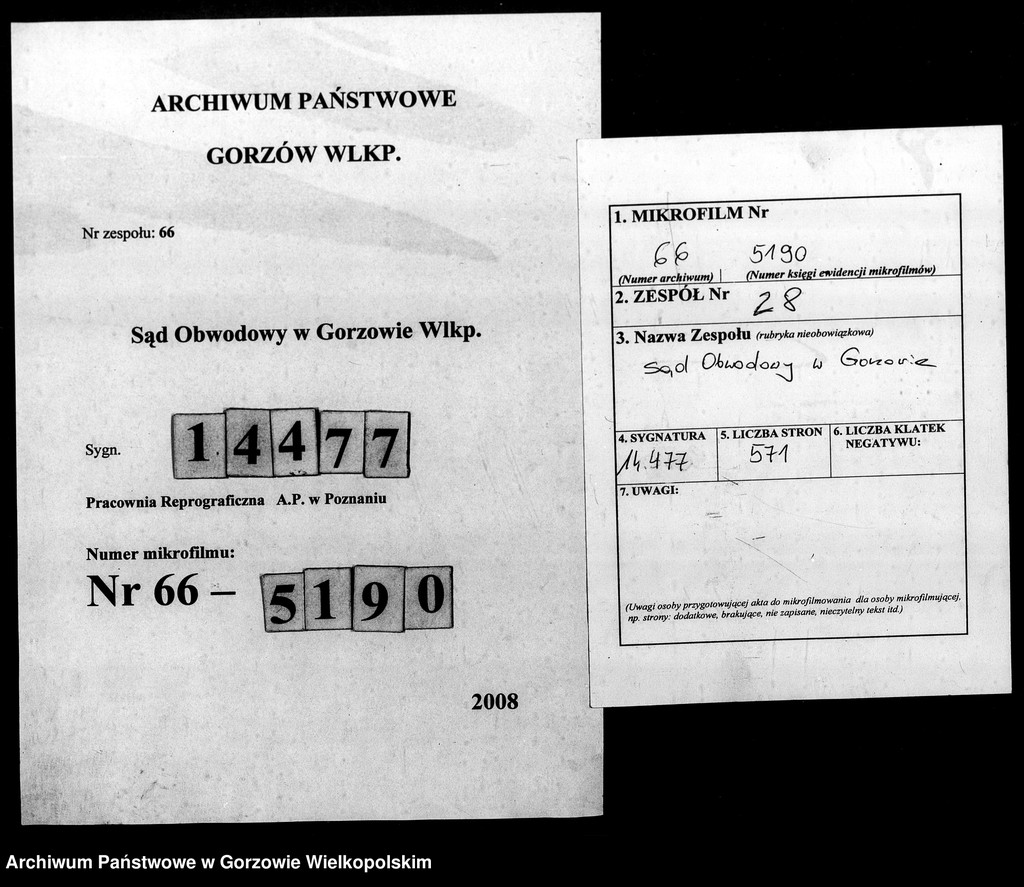 ARCHIWUM PAŃSTWOWE
GORZÓW WLKP.
Nr zespołu: 66
Sąd Obwodowy w Gorzowie Wlkp.
Sygn. 14477
Pracownia Reprograficzna A.P. w Poznaniu
Numer mikrofilmu:
Nr 66 – 5190
2008
1. MIKROFILM Nr
66 5190
(Numer archiwum) (Numer księgi ewidencji mikrofilmów)
2. ZESPÓŁ Nr 28
3. Nazwa Zespołu (rubryka nieobowiązkowa)
Sąd Obwodowy w Gorzowie
4. SYGNATURA
14.477
5. LICZBA STRON
571
6. LICZBA KLATEK
NEGATYWU:
7. UWAGI:
(Uwagi osoby przygotowującej akta do mikrofilmowania dla osoby mikrofilmującej,
np. strony: dodatkowe, brakujące, nie zapisane, nieczytelny tekst itd.)
Archiwum Państwowe w Gorzowie Wielkopolskim